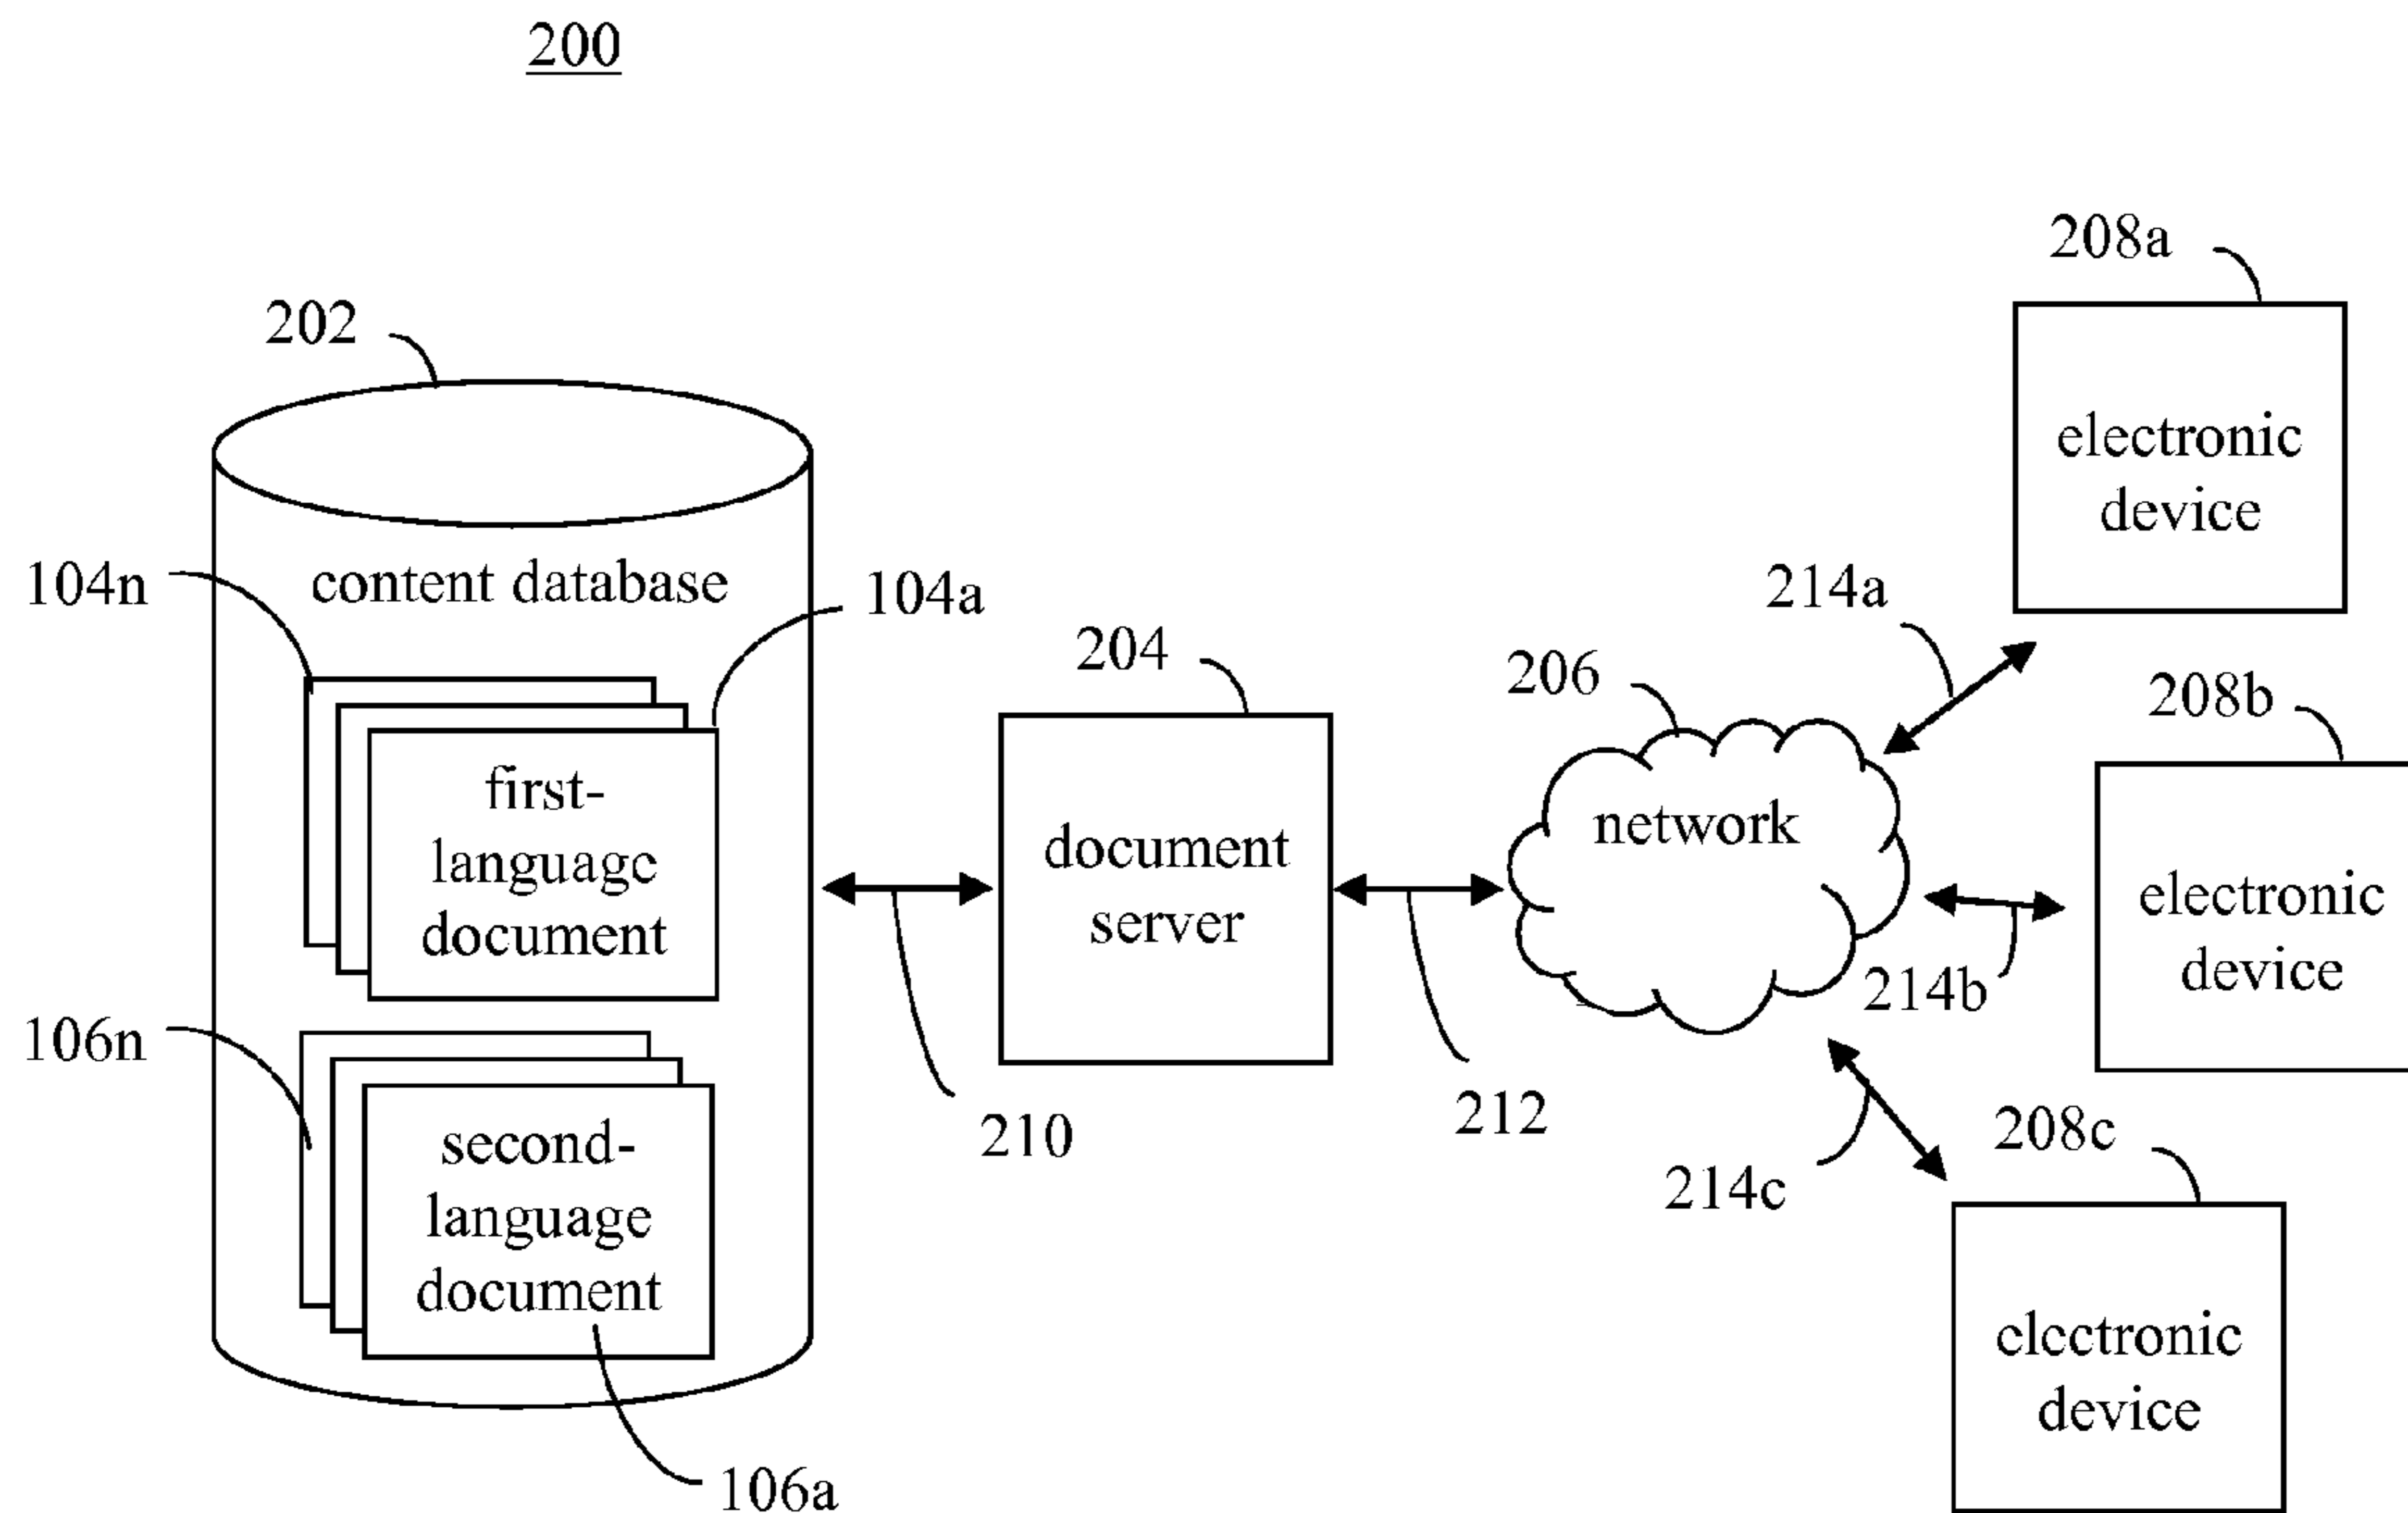 200
202
content database
104n
104a
first-
language
document
106n
second-
language
document
106a
204
document
server
210
212
206
network
214a
214b
214c
208a
electronic
device
208b
electronic
device
208c
electronic
device